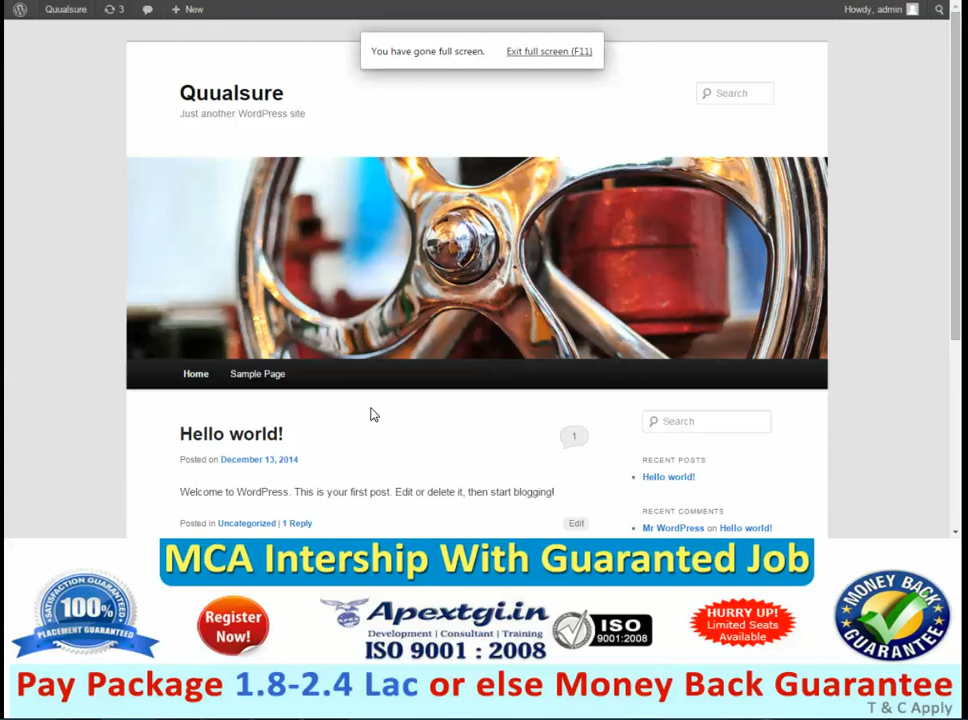 Quualsure 3 New Howdy, admin
You have gone full screen. Exit full screen (F11)
Quualsure
Search
Just another WordPress site
Home Sample Page
Hello world!
1
Search
Posted on December 13, 2014
RECENT POSTS
Hello world!
Welcome to WordPress. This is your first post. Edit or delete it, then start blogging!
RECENT COMMENTS
Posted in Uncategorized | 1 Reply
Edit
Mr WordPress on Hello world!
MCA Intership With Guaranted Job
SATISFACTION GUARANTEED
100%
PLACEMENT GUARANTEED
Register
Now!
Apextgi.in
Development | Consultant | Training
ISO 9001 : 2008
ISO
9001:2008
HURRY UP!
Limited Seats
Available
MONEY BACK
GUARANTEE
Pay Package 1.8-2.4 Lac or else Money Back Guarantee
T & C Apply